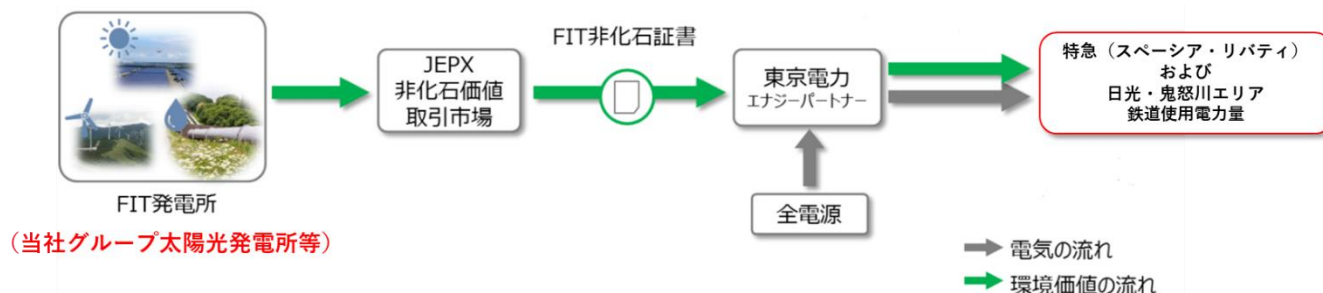 FIT発電所
(当社グループ太陽光発電所等)
JEPX
非化石価値
取引市場
FIT非化石証書
東京電力
エナジーパートナー
全電源
特急(スペーシア・リバティ)
および
日光・鬼怒川エリア
鉄道使用電力量
電気の流れ
環境価値の流れ